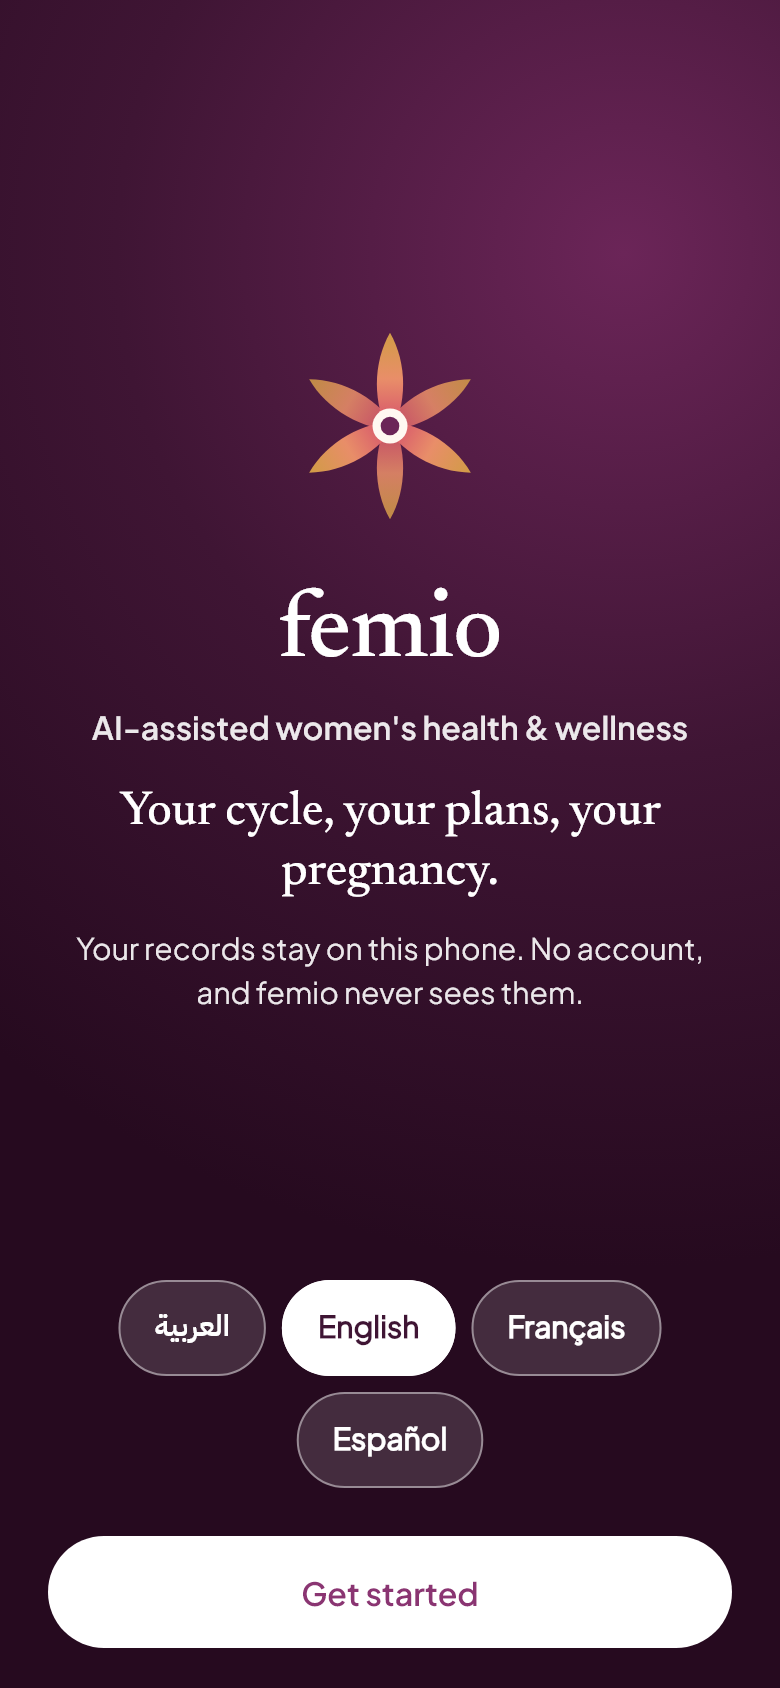 femio
AI-assisted women's health & wellness
Your cycle, your plans, your
pregnancy.
Your records stay on this phone. No account,
and femio never sees them.
العربية
English
Français
Español
Get started